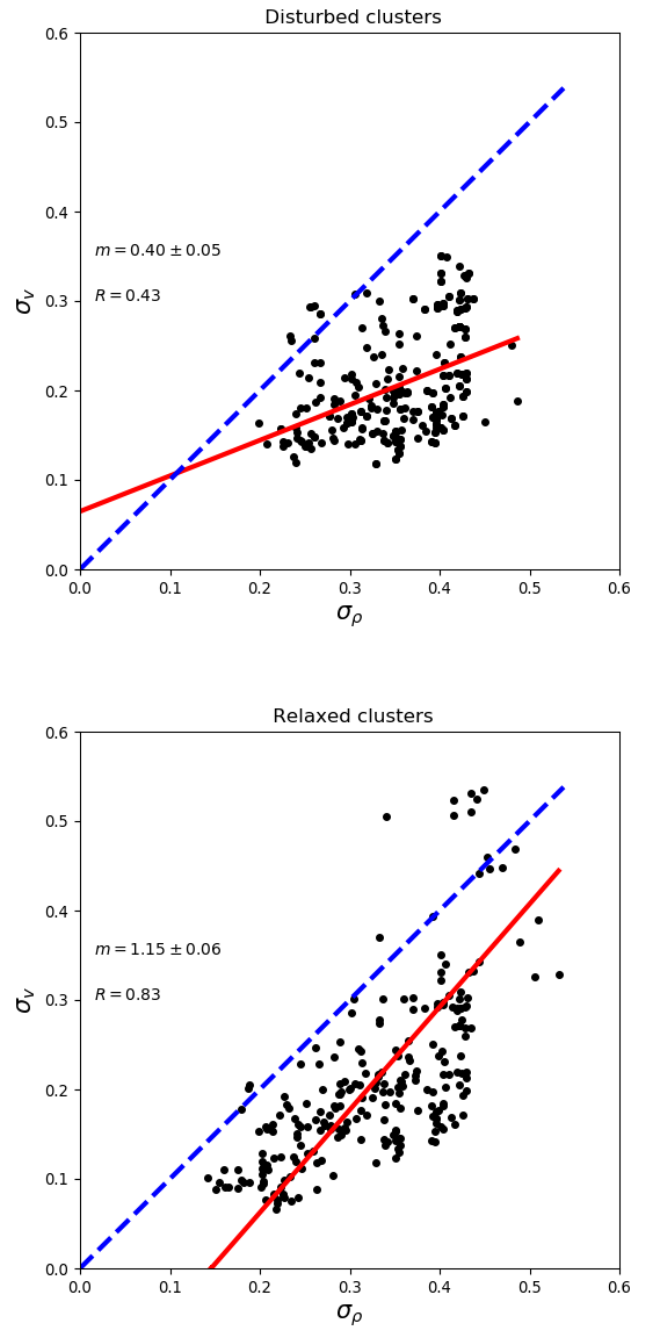 Disturbed clusters
0.6
0.5
0.4
m = 0.40 ± 0.05
σv
0.3
R = 0.43
0.2
0.1
0.0
0.0 0.1 0.2 0.3 0.4 0.5 0.6
σρ
Relaxed clusters
0.6
0.5
0.4
m = 1.15 ± 0.06
σv
0.3
R = 0.83
0.2
0.1
0.0
0.0 0.1 0.2 0.3 0.4 0.5 0.6
σρ